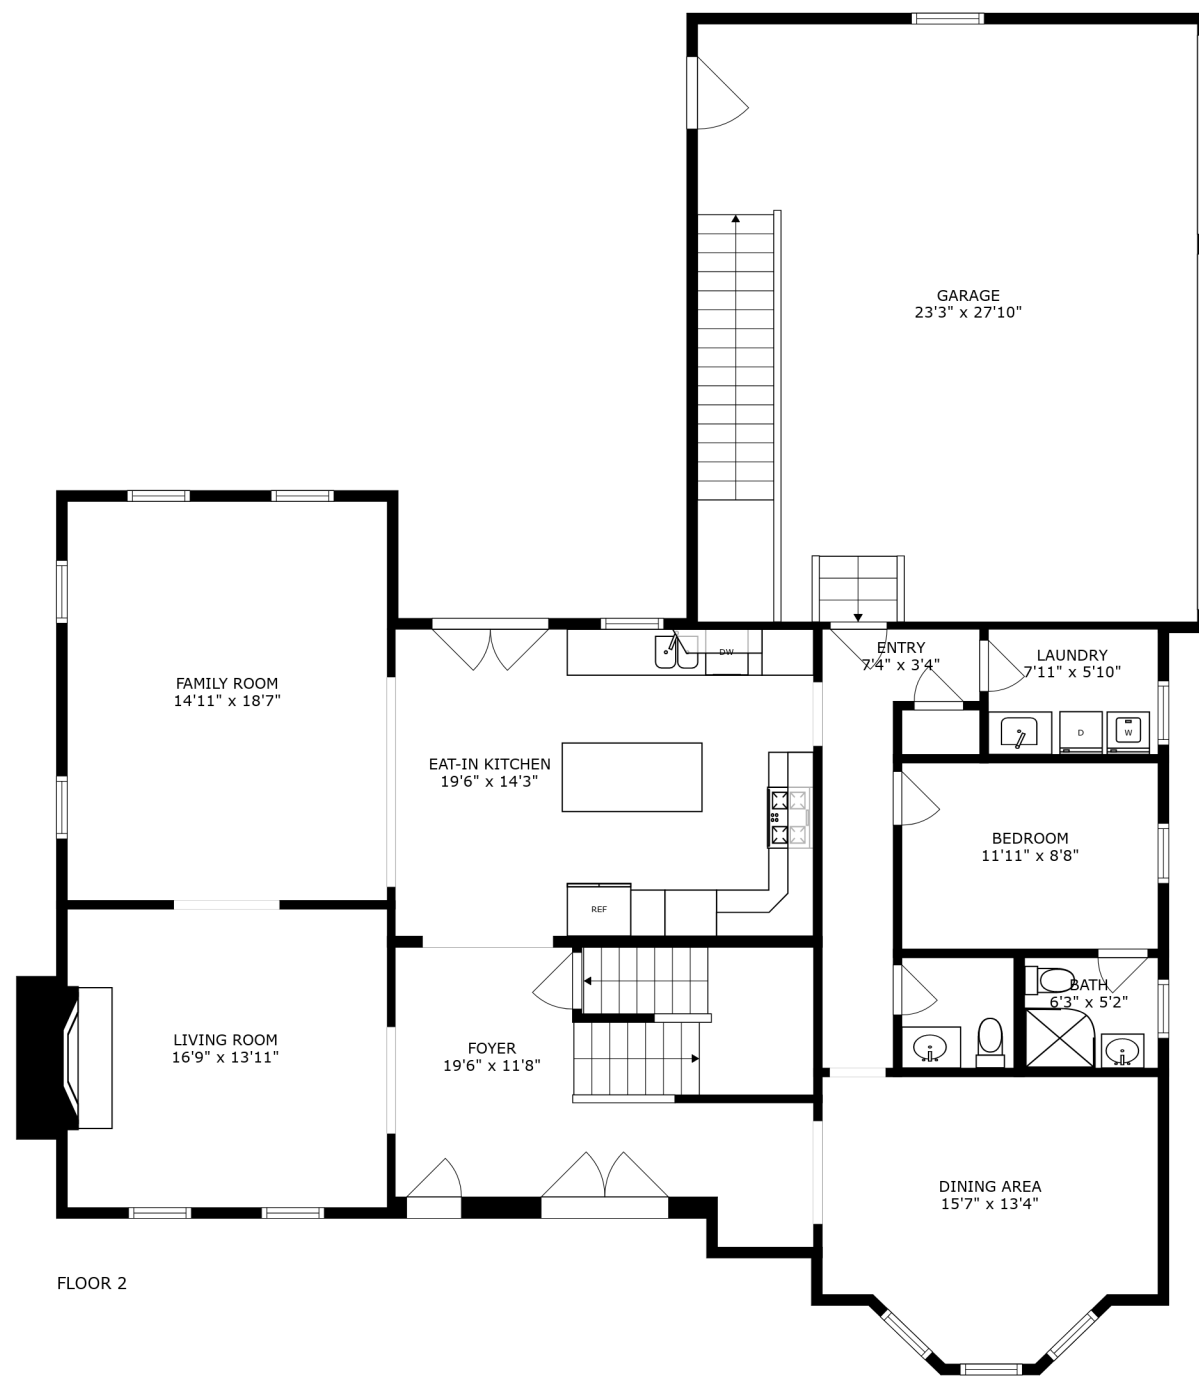 GARAGE
23'3" x 27'10"
ENTRY
7'4" x 3'4"
LAUNDRY
7'11" x 5'10"
DW
FAMILY ROOM
14'11" x 18'7"
D
W
EAT-IN KITCHEN
19'6" x 14'3"
BEDROOM
11'11" x 8'8"
REF
BATH
6'3" x 5'2"
LIVING ROOM
16'9" x 13'11"
FOYER
19'6" x 11'8"
DINING AREA
15'7" x 13'4"
FLOOR 2